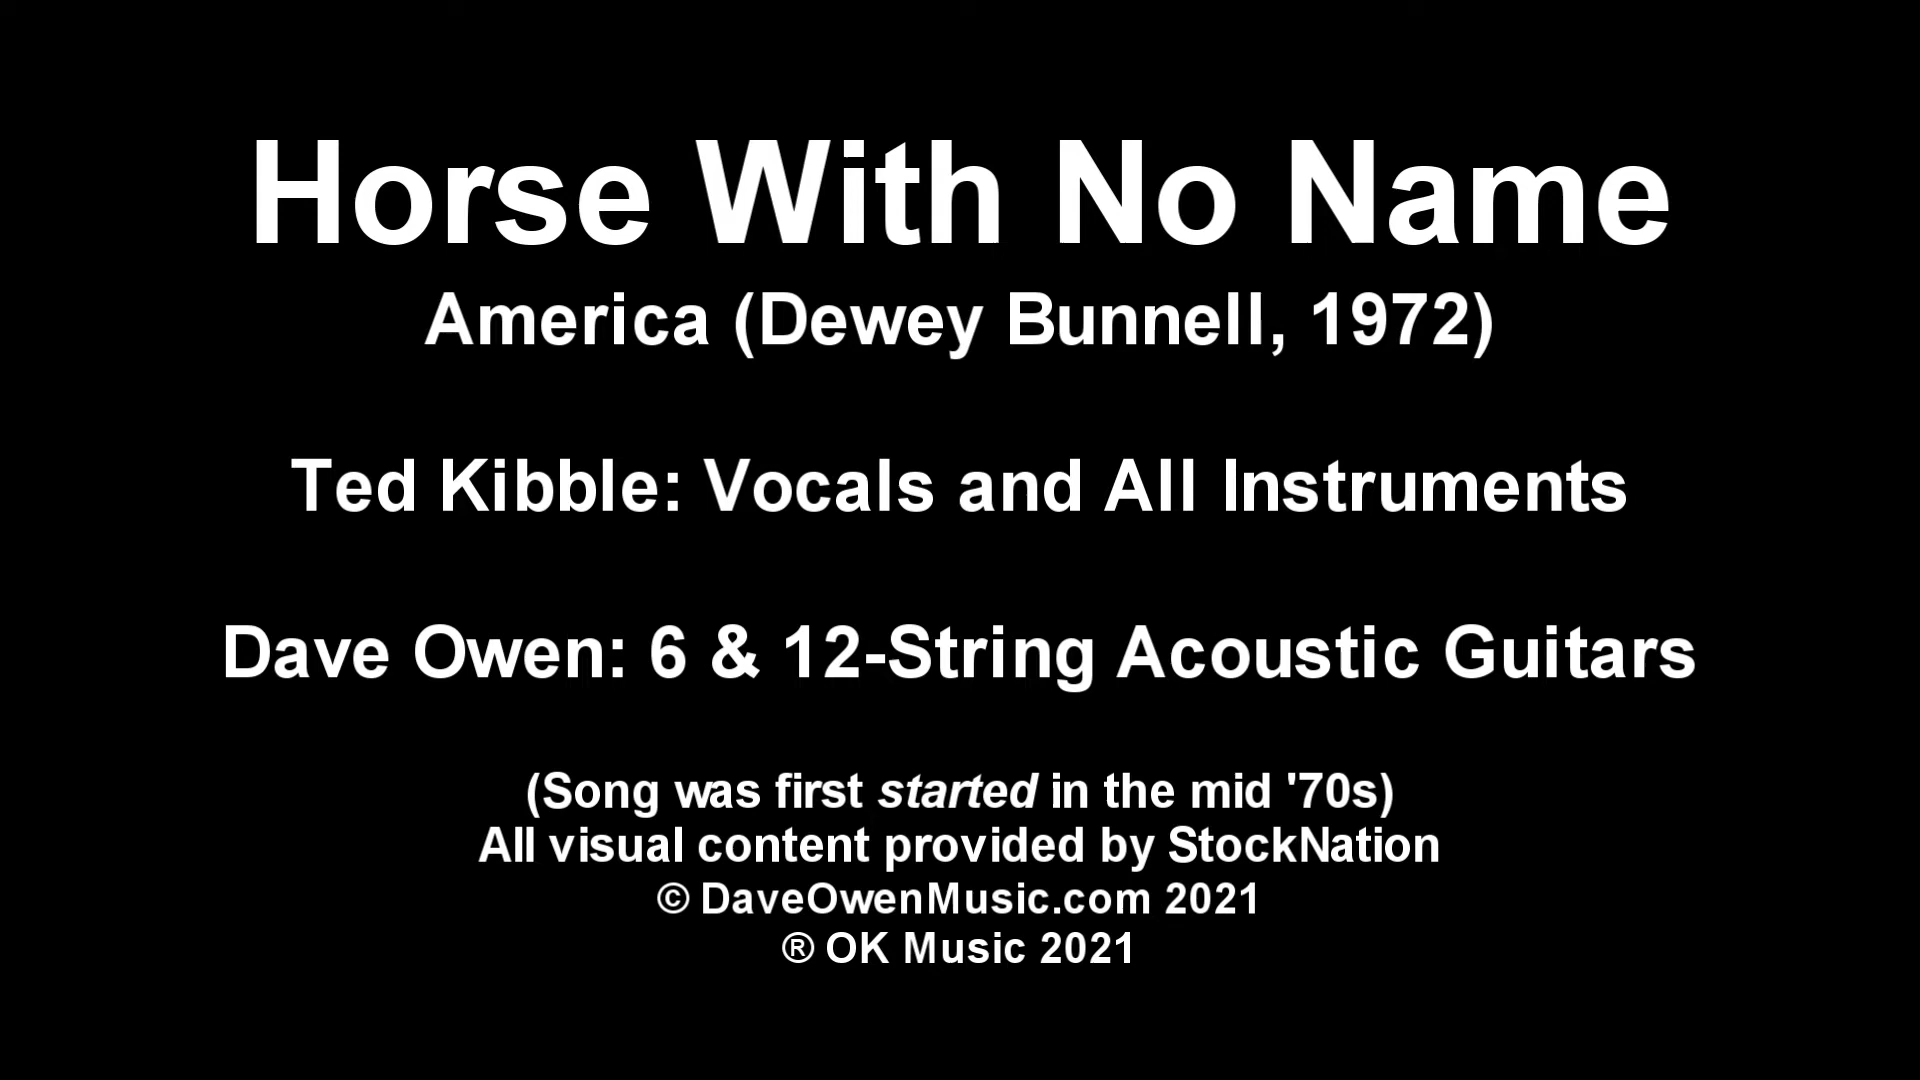 Horse With No Name
America (Dewey Bunnell, 1972)
Ted Kibble: Vocals and All Instruments
Dave Owen: 6 & 12-String Acoustic Guitars
(Song was first started in the mid '70s)
All visual content provided by StockNation
© DaveOwenMusic.com 2021
® OK Music 2021